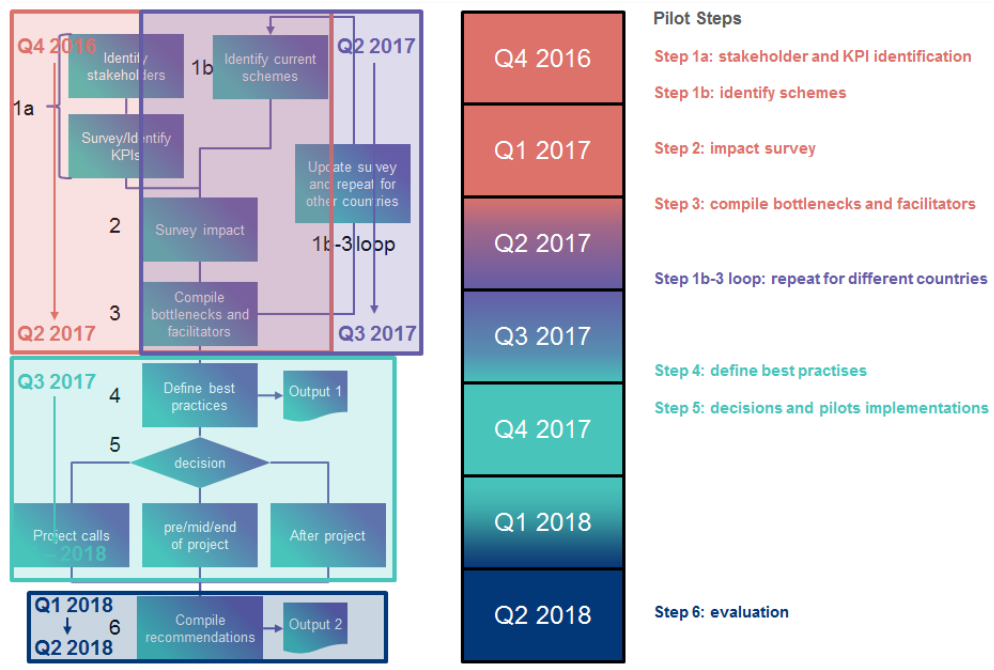 Q4 2016
Identify
stakeholders
1b
Identify current
schemes
Q2 2017
1a
Survey/Identify
KPIs
Update survey
and repeat for
other countries
2
Survey impact
1b-3 loop
3
Compile
bottlenecks and
facilitators
Q2 2017
Q3 2017
Q3 2017
4
Define best
practices
Output 1
5
decision
Project calls
pre/mid/end
of project
After project
2018
Q1 2018
Q2 2018
6
Compile
recommendations
Output 2
Q4 2016
Q1 2017
Q2 2017
Q3 2017
Q4 2017
Q1 2018
Q2 2018
Pilot Steps
Step 1a: stakeholder and KPI identification
Step 1b: identify schemes
Step 2: impact survey
Step 3: compile bottlenecks and facilitators
Step 1b-3 loop: repeat for different countries
Step 4: define best practises
Step 5: decisions and pilots implementations
Step 6: evaluation